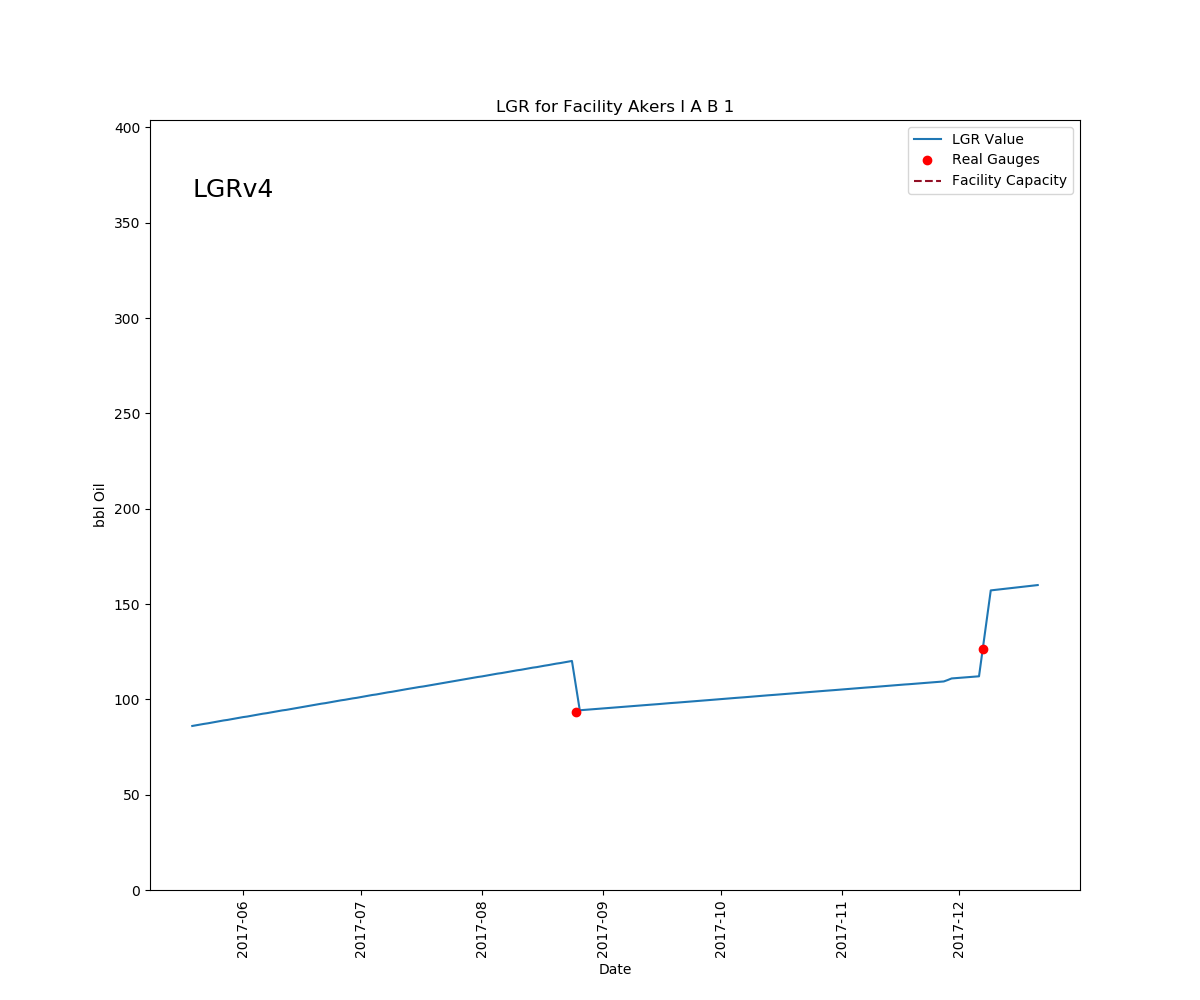 LGR for Facility Akers I A B 1
LGR Value
Real Gauges
Facility Capacity
LGRv4
400
350
300
250
200
150
100
50
0
bbl Oil
2017-06
2017-07
2017-08
2017-09
2017-10
2017-11
2017-12
Date